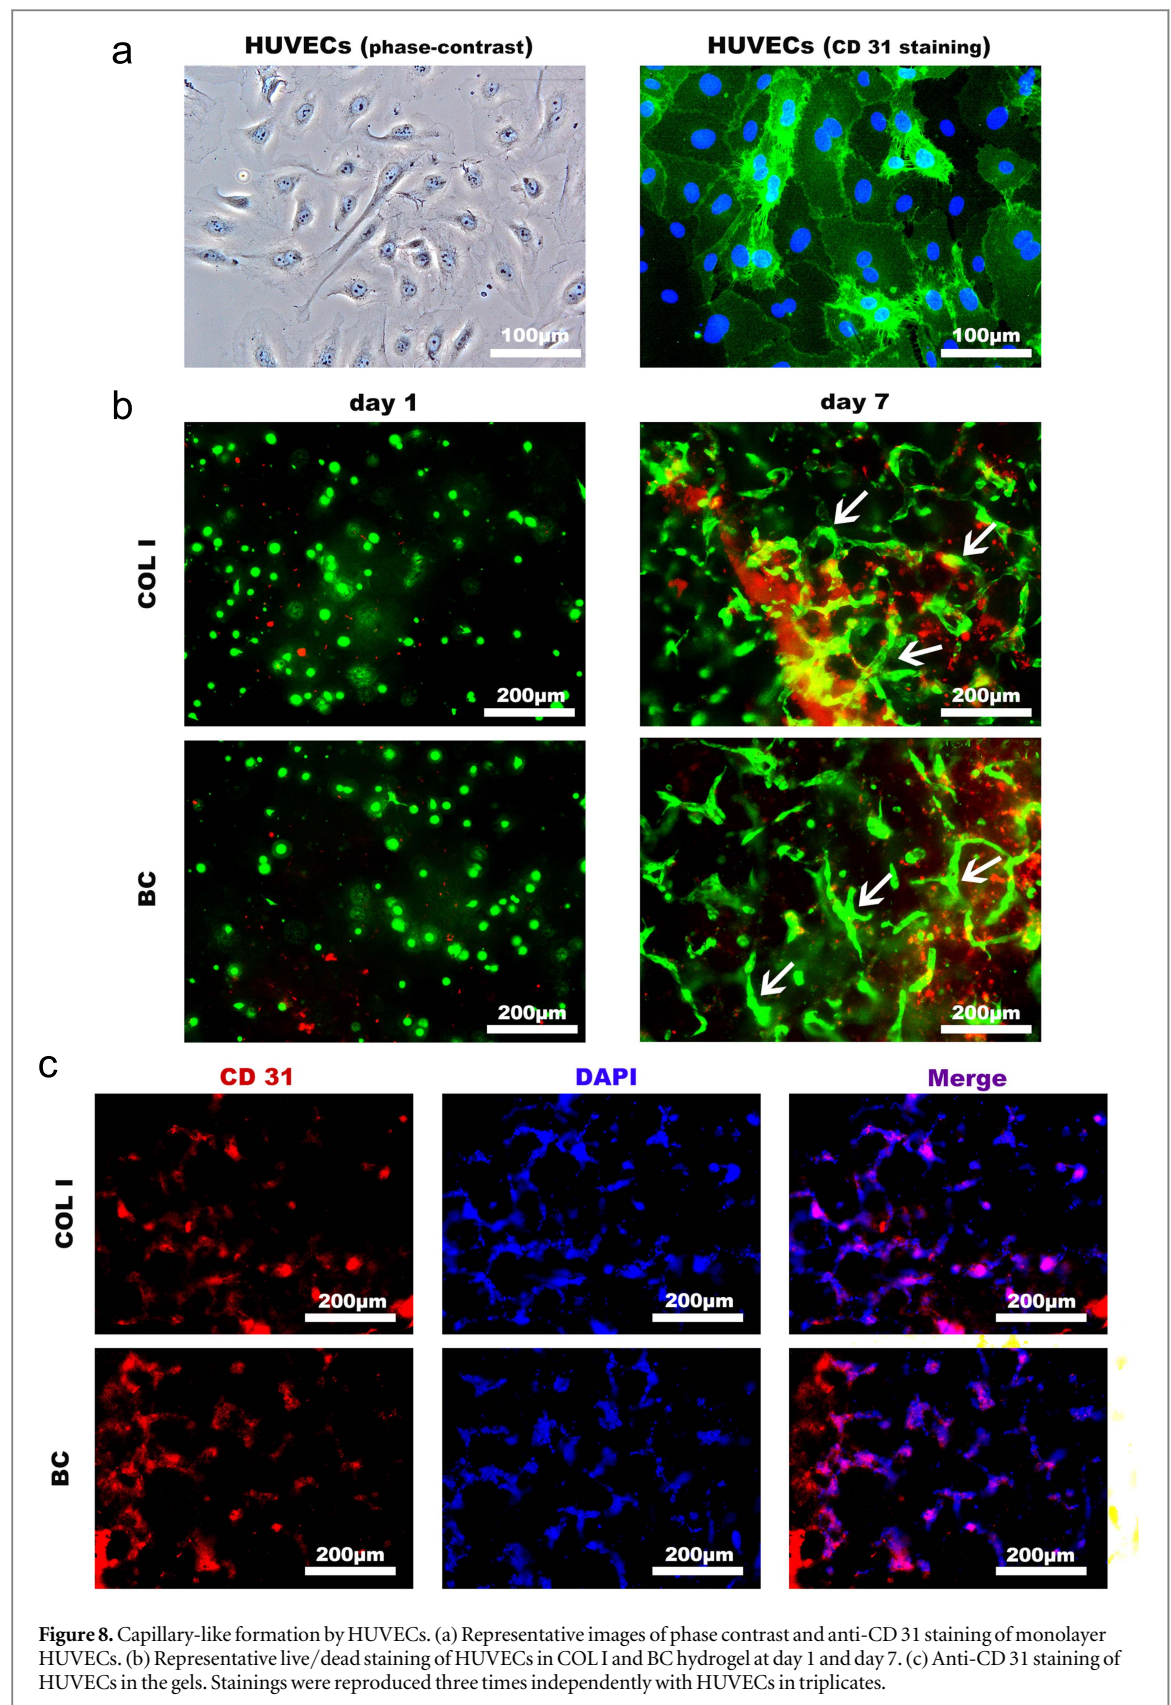 a
HUVECs (phase-contrast)
HUVECs (CD 31 staining)
100µm
100µm
b
day 1
day 7
COL I
200µm
200µm
BC
200µm
200µm
c
CD 31
DAPI
Merge
COL I
200µm
200µm
200µm
BC
200µm
200µm
200µm
Figure 8. Capillary-like formation by HUVECs. (a) Representative images of phase contrast and anti-CD 31 staining of monolayer
HUVECs. (b) Representative live/dead staining of HUVECs in COL I and BC hydrogel at day 1 and day 7. (c) Anti-CD 31 staining of
HUVECs in the gels. Stainings were reproduced three times independently with HUVECs in triplicates.